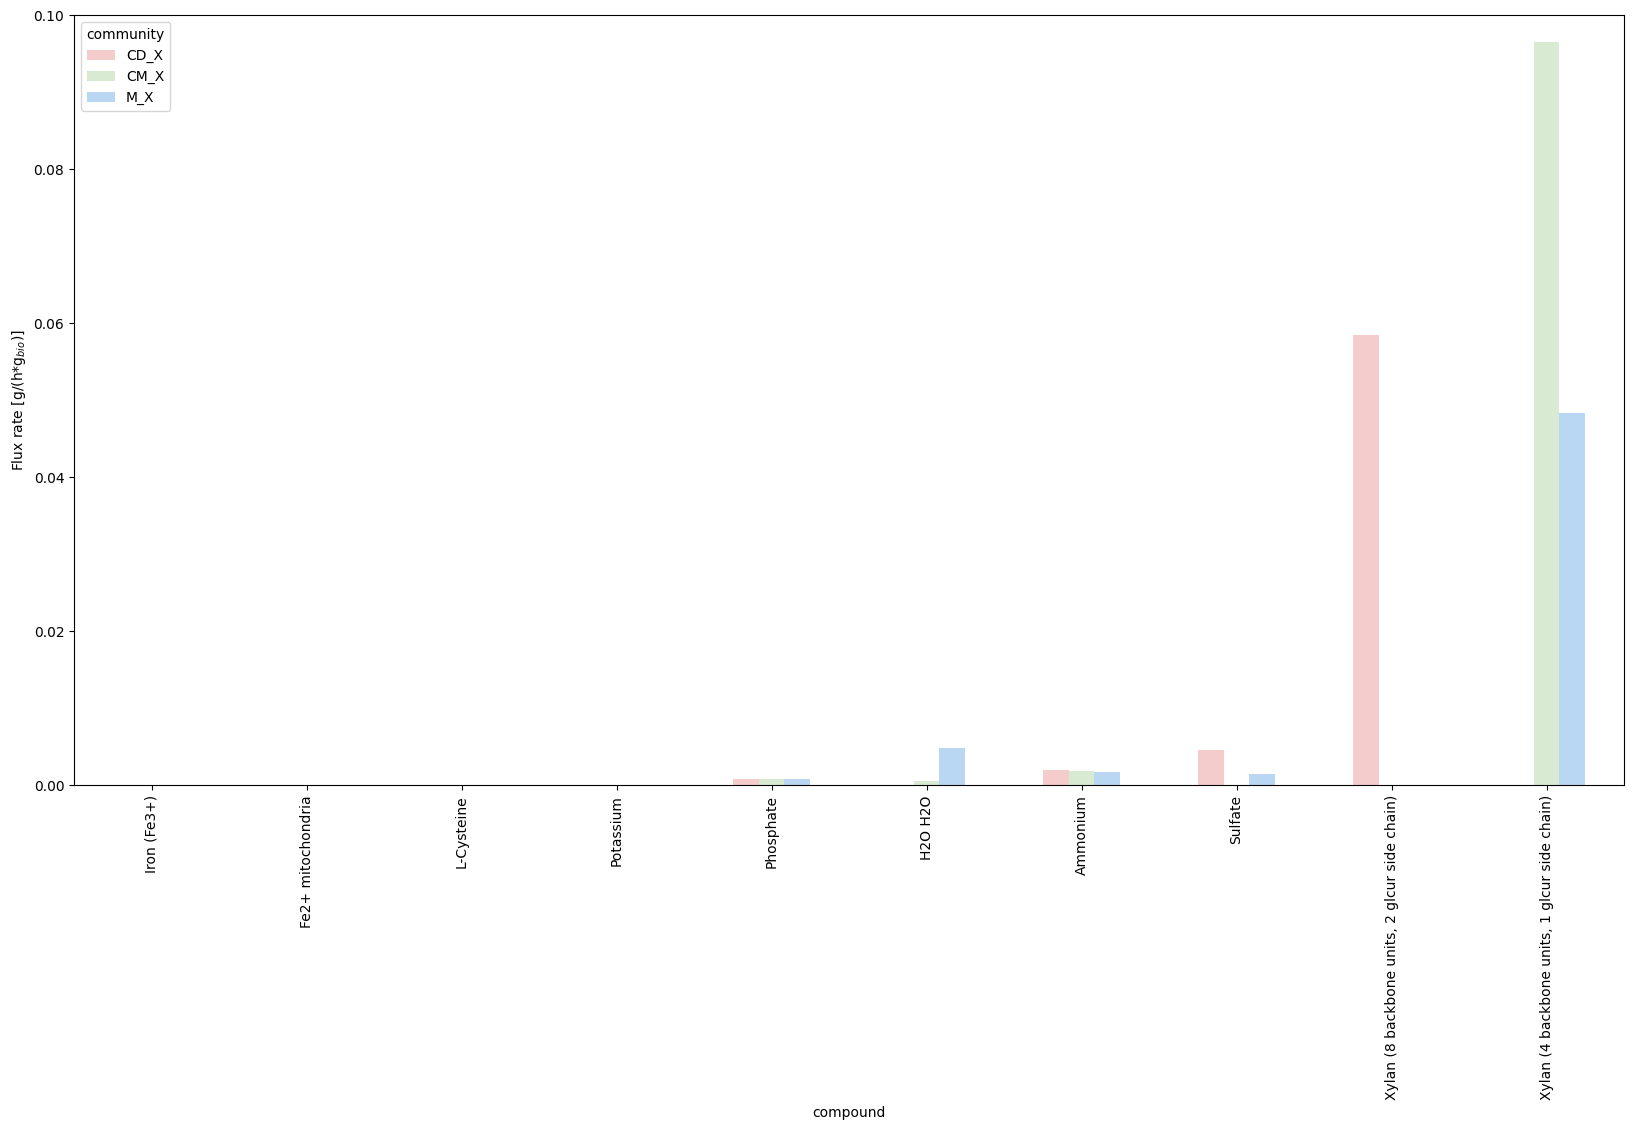 community
CD_X
CM_X
M_X
0.10
0.08
0.06
0.04
0.02
0.00
Flux rate [g/(h*g_bio)]
Iron (Fe3+)
Fe2+ mitochondria
L-Cysteine
Potassium
Phosphate
H2O H2O
Ammonium
Sulfate
Xylan (8 backbone units, 2 glcur side chain)
Xylan (4 backbone units, 1 glcur side chain)
compound